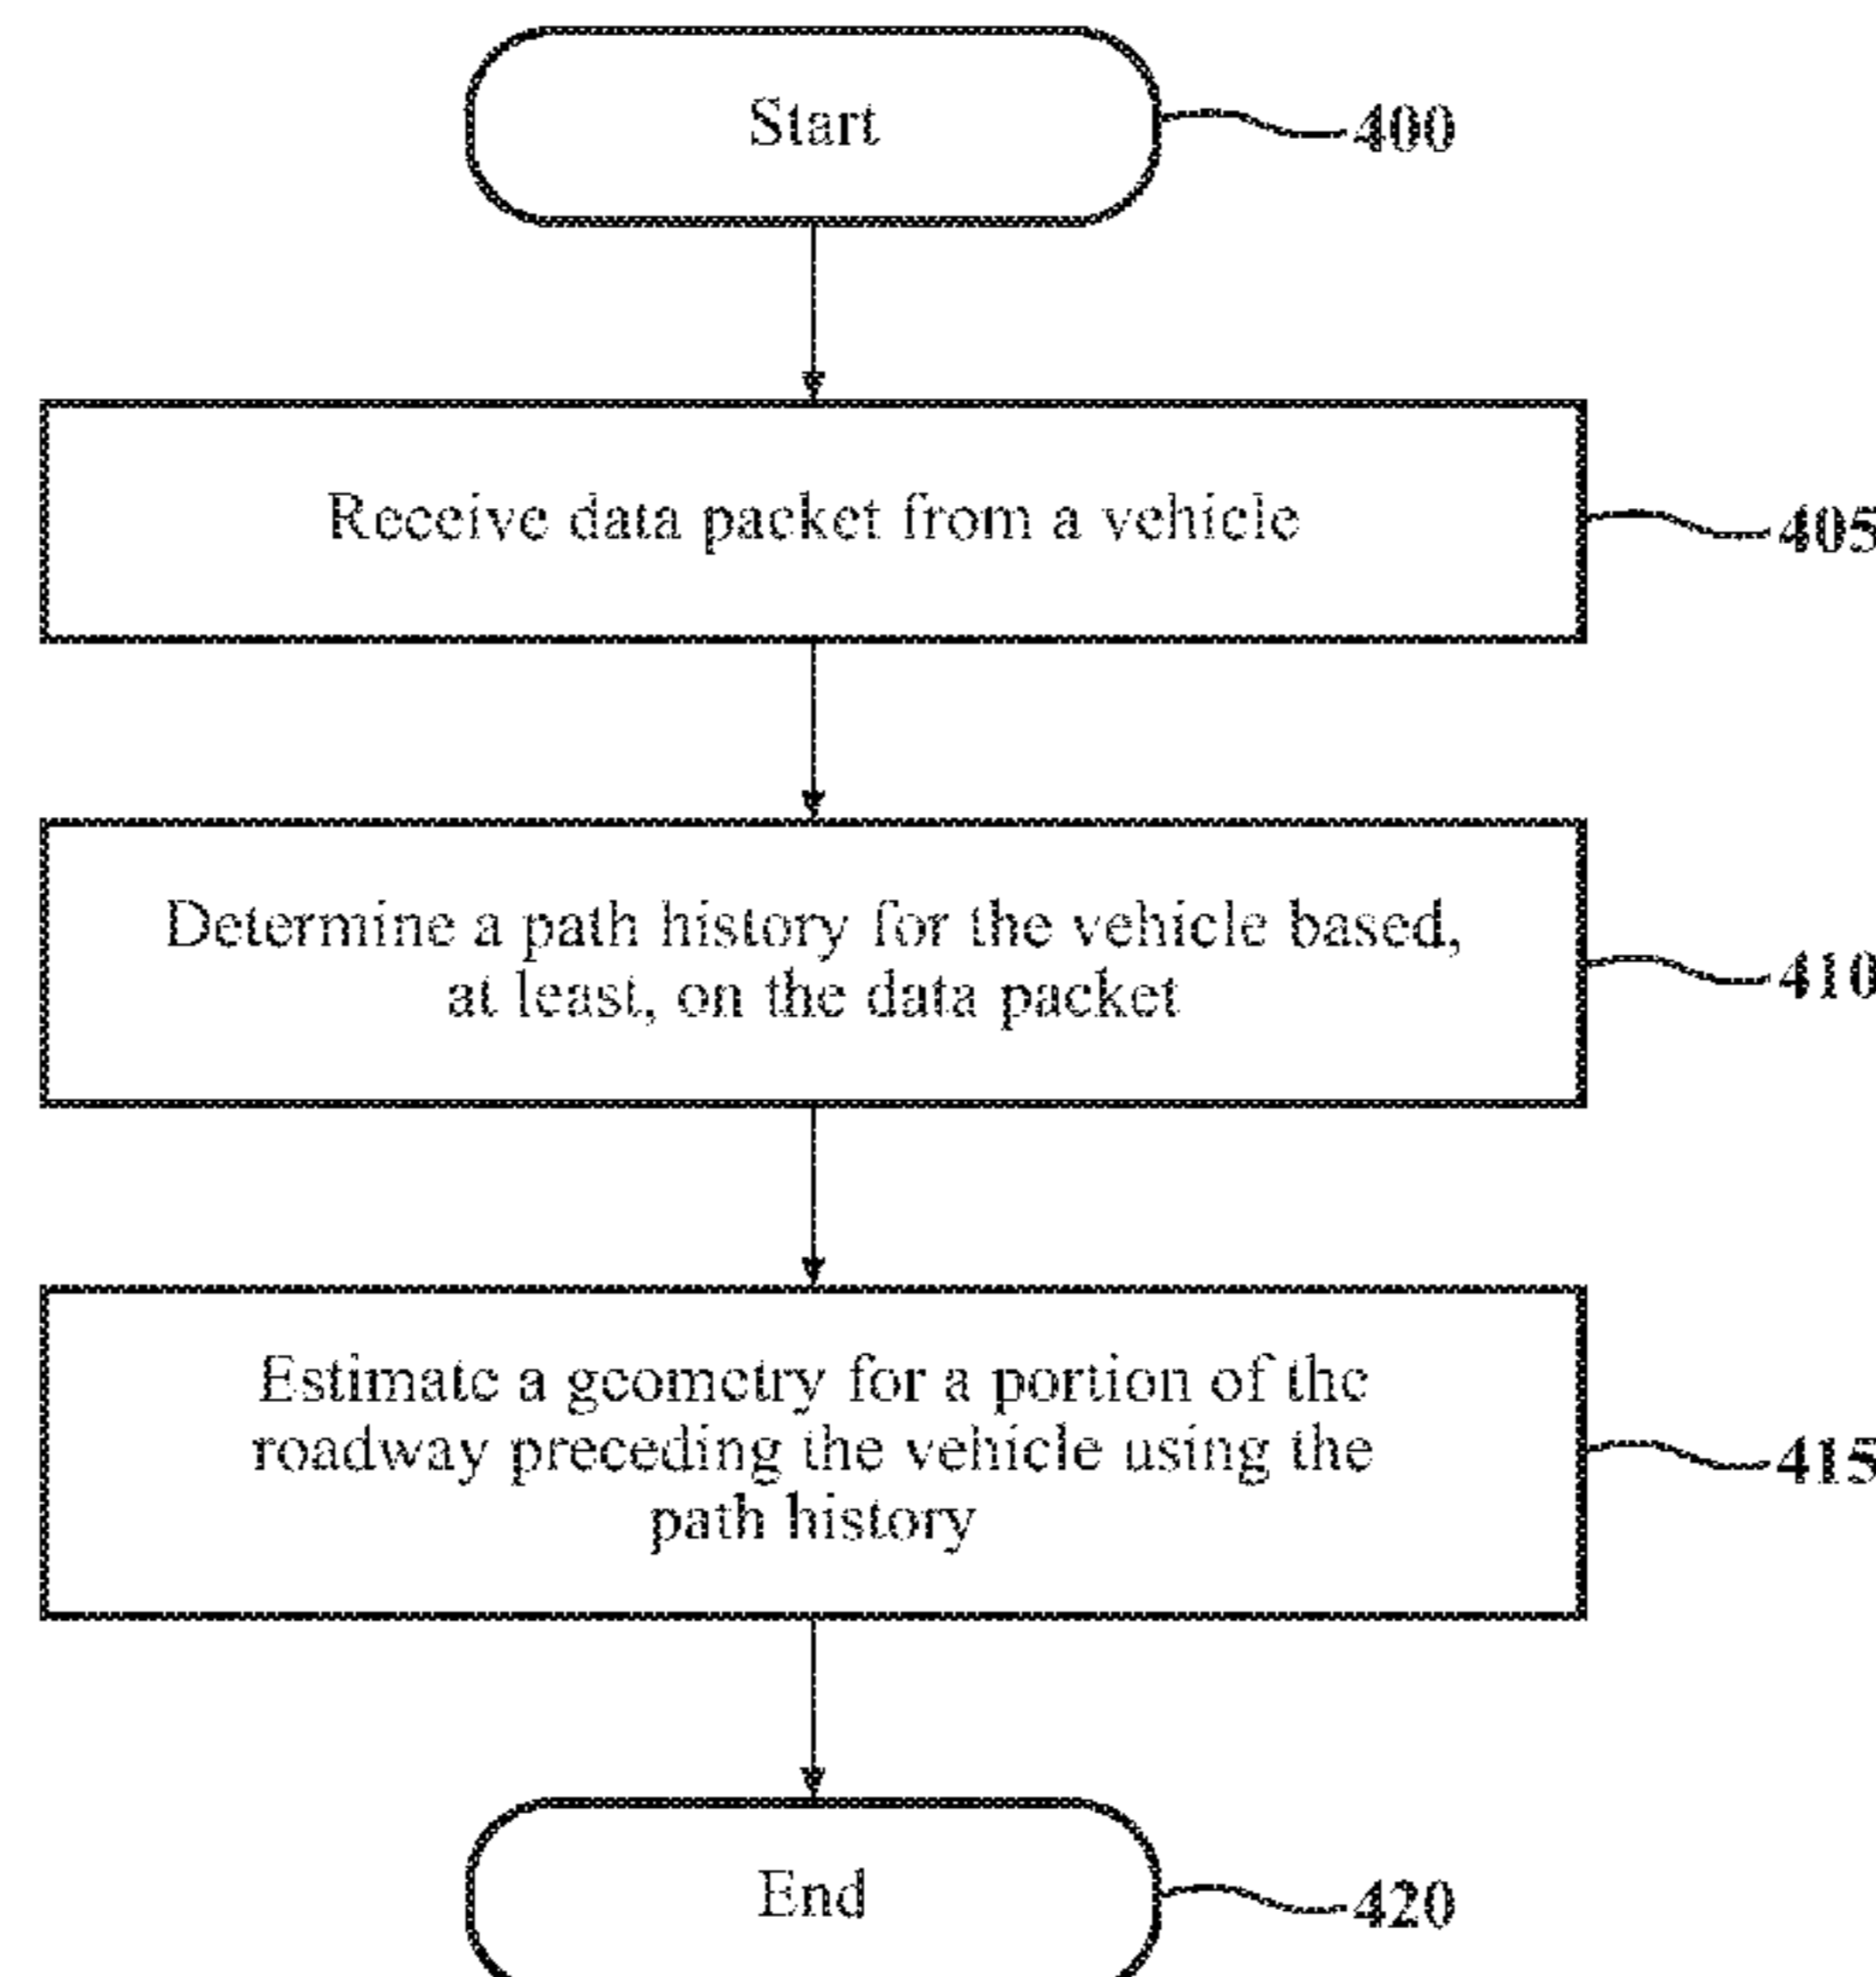 Start
400
Receive data packet from a vehicle
405
Determine a path history for the vehicle based,
at least, on the data packet
410
Estimate a geometry for a portion of the
roadway preceding the vehicle using the
path history
415
End
420